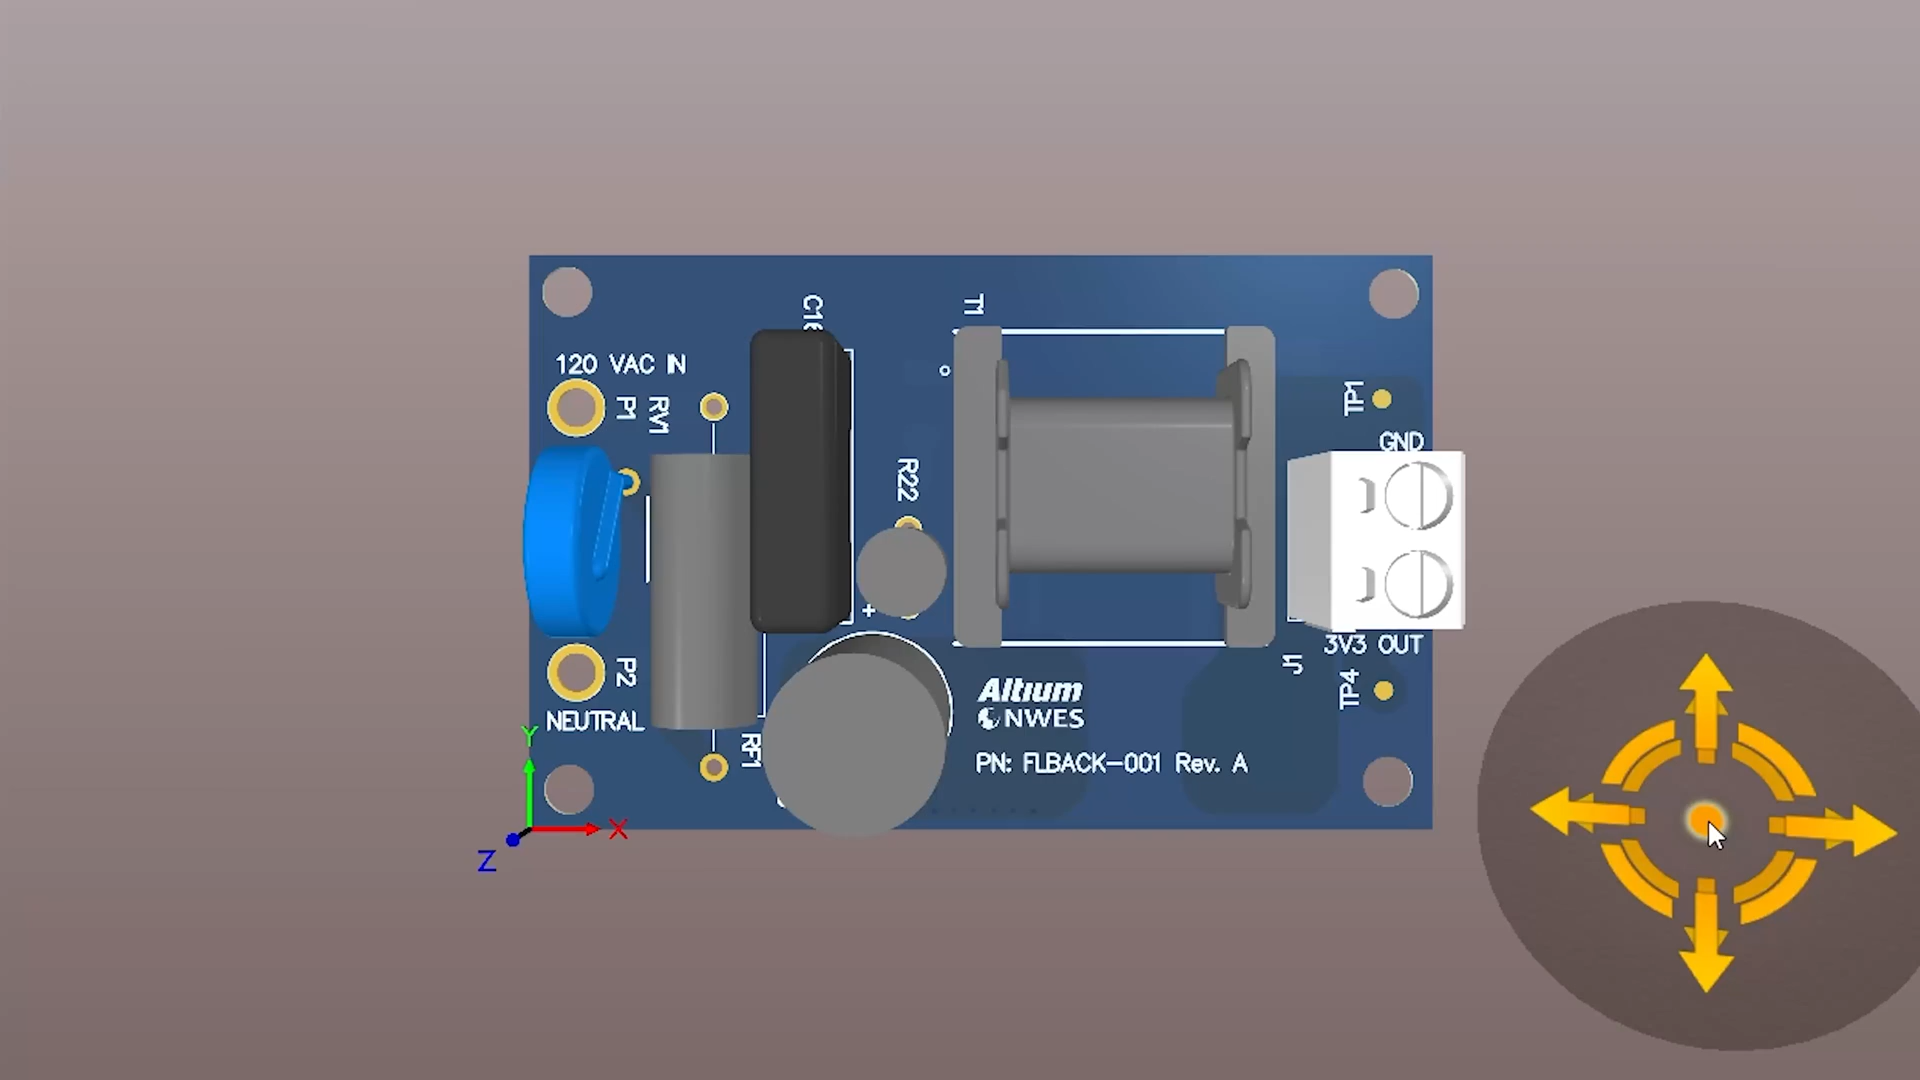 C16
T1
120 VAC IN
P1
RV1
TP1
GND
R22
+
3V3 OUT
J1
P2
TP4
Altium
NWES
NEUTRAL
RF1
PN: FLBACK-001 Rev. A
Y
X
Z